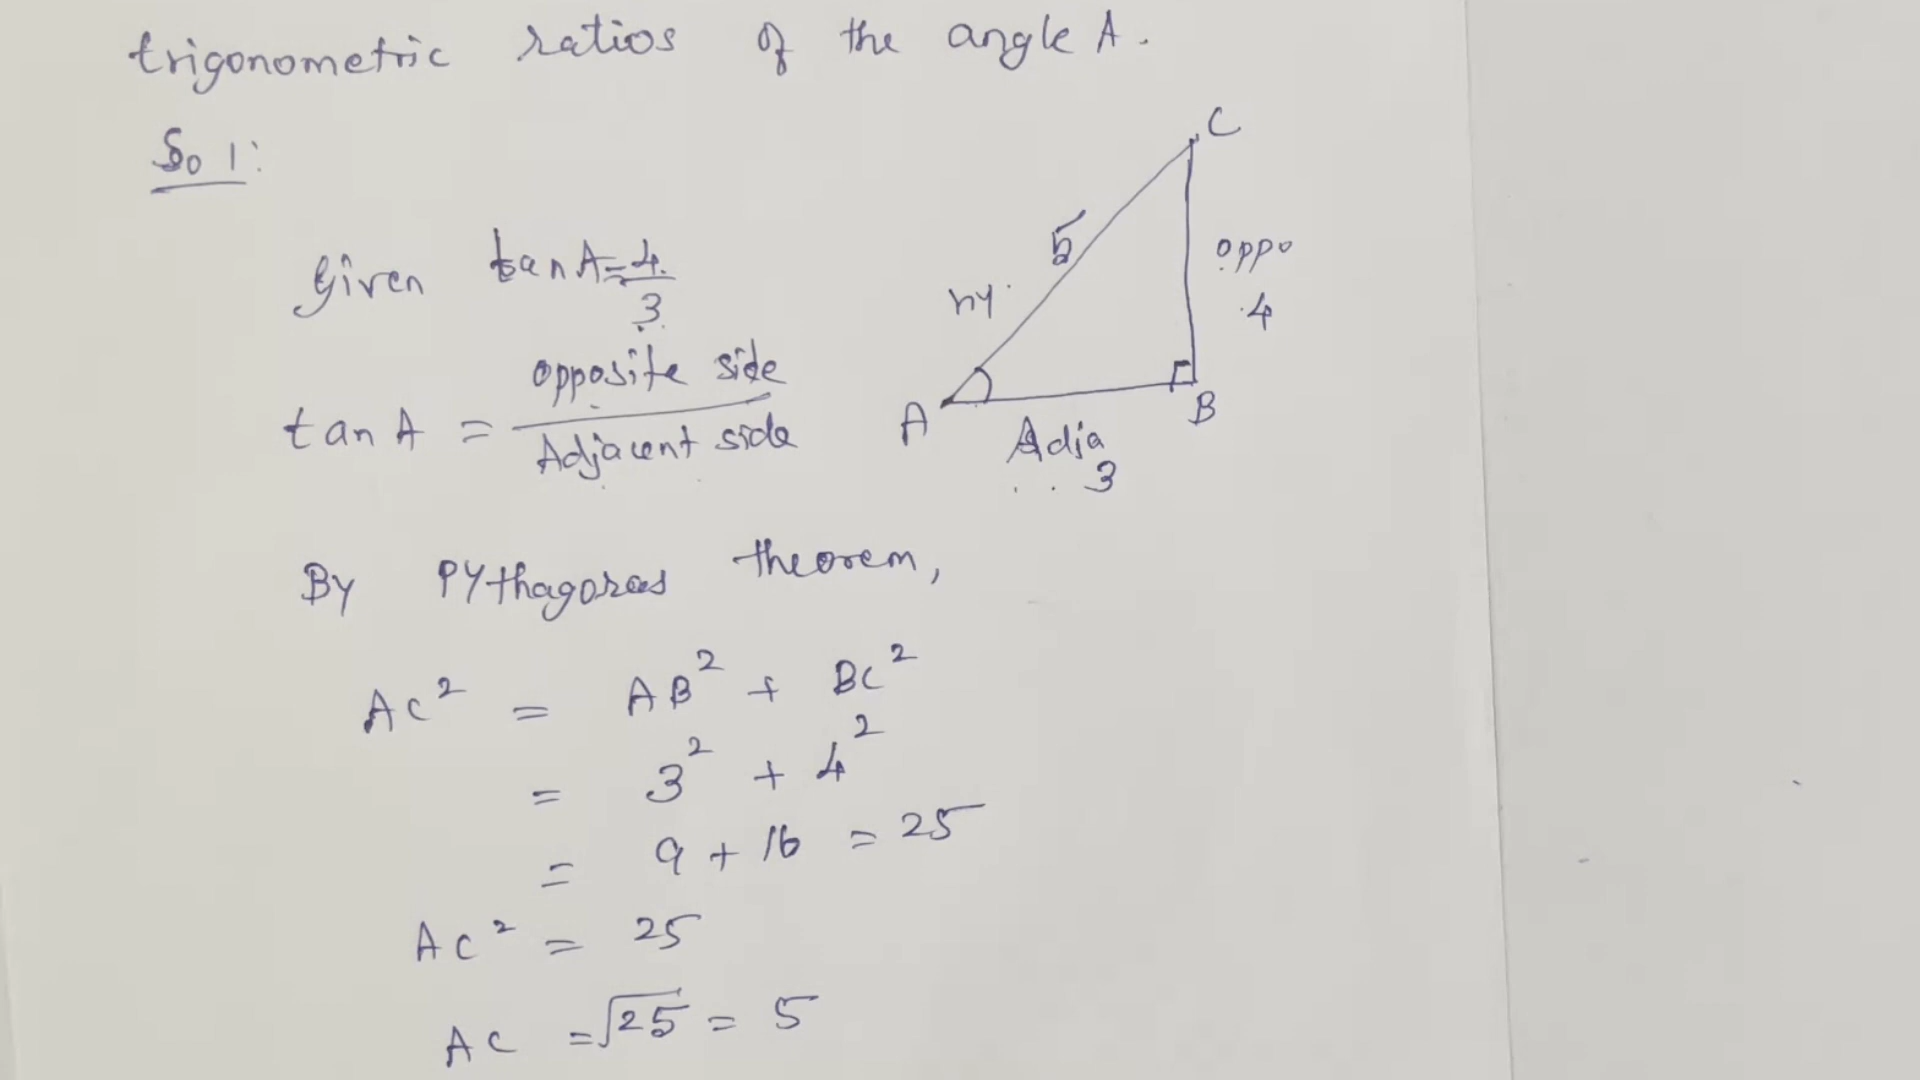 trigonometric ratios of the angle A.
Sol:
Given tan A = 4/3
tan A = opposite side / Adjacent side
C
5
hy
oppo
4
A
B
Adja
3
By PYthagoras theorem,
AC² = AB² + BC²
= 3² + 4²
= 9 + 16 = 25
AC² = 25
AC = √25 = 5